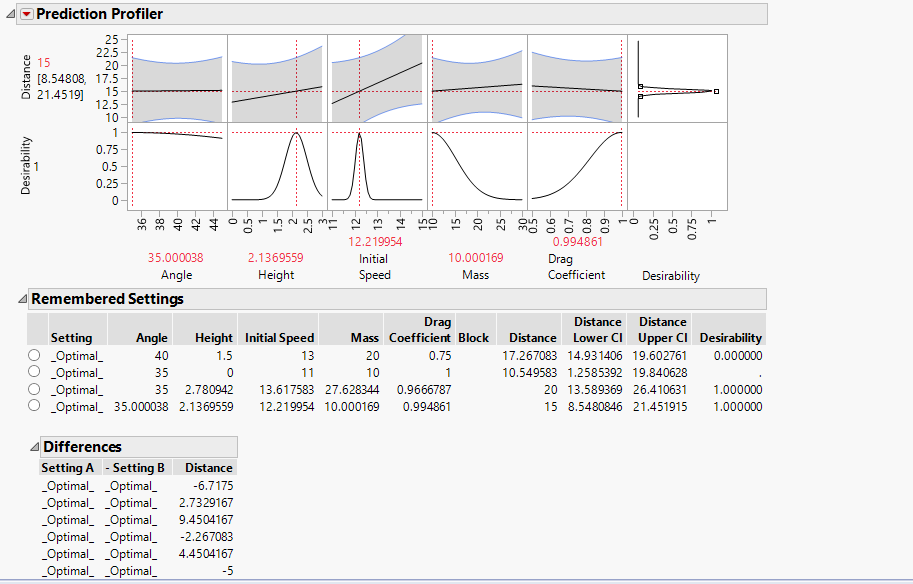 Prediction Profiler
25
22.5
20
17.5
15
12.5
10
Distance
15
[8.54808,
21.4519]
1
0.75
0.5
0.25
0
Desirability
1
36 38 40 42 44 0 0.5 1 1.5 2 2.5 3 11 12 13 14 15 10 15 20 25 30 0.5 0.6 0.7 0.8 0.9 1 0 0.25 0.5 0.75 1
35.000038 Angle
2.1369559 Height
12.219954 Initial Speed
10.000169 Mass
0.994861 Drag Coefficient
Desirability
Remembered Settings
Setting Angle Height Initial Speed Mass Drag Coefficient Block Distance Distance Lower CI Distance Upper CI Desirability
_Optimal_ 40 1.5 13 20 0.75 17.267083 14.931406 19.602761 0.000000
_Optimal_ 35 0 11 10 1 10.549583 1.2585392 19.840628 .
_Optimal_ 35 2.780942 13.617583 27.628344 0.9666787 20 13.589369 26.410631 1.000000
_Optimal_ 35.000038 2.1369559 12.219954 10.000169 0.994861 15 8.5480846 21.451915 1.000000
Differences
Setting A - Setting B Distance
_Optimal_ _Optimal_ -6.7175
_Optimal_ _Optimal_ 2.7329167
_Optimal_ _Optimal_ 9.4504167
_Optimal_ _Optimal_ -2.267083
_Optimal_ _Optimal_ 4.4504167
_Optimal_ _Optimal_ -5